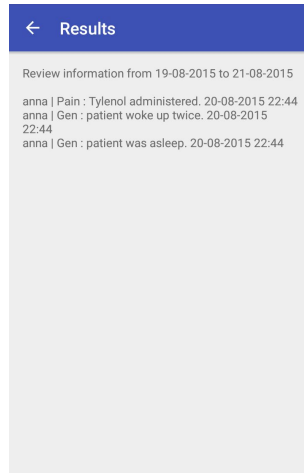 Results
Review information from 19-08-2015 to 21-08-2015
anna | Pain : Tylenol administered. 20-08-2015 22:44
anna | Gen : patient woke up twice. 20-08-2015
22:44
anna | Gen : patient was asleep. 20-08-2015 22:44